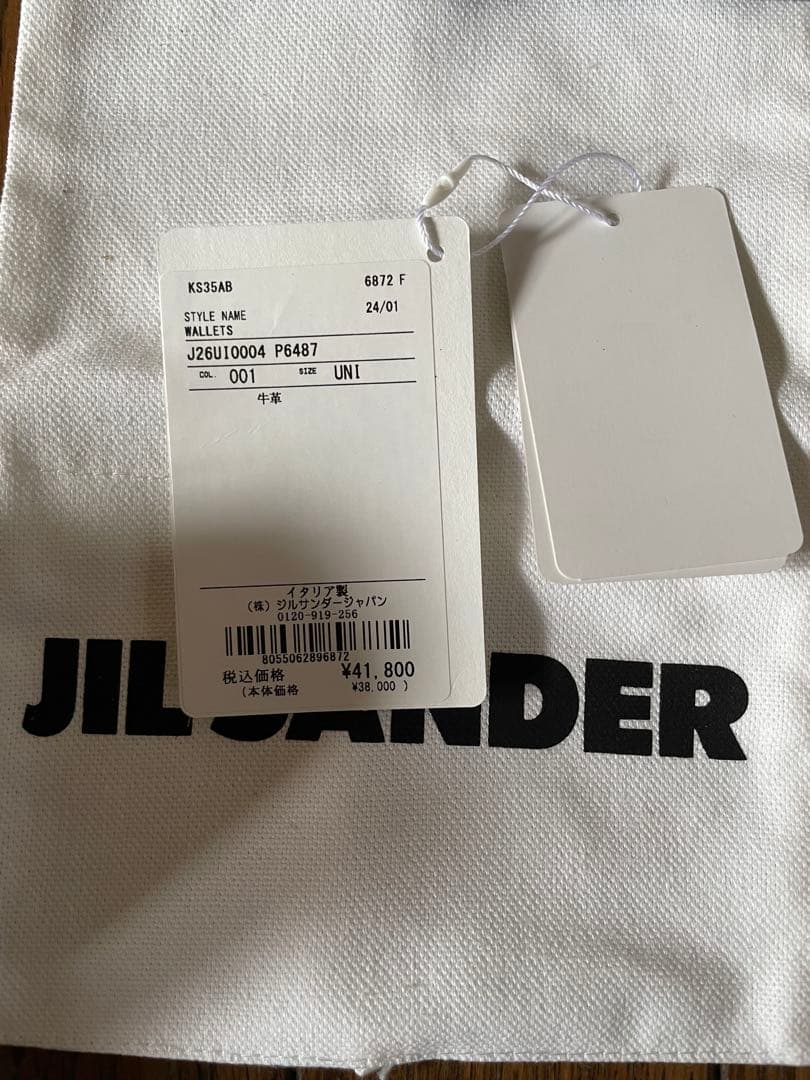 KS35AB 6872 F
STYLE NAME 24/01
WALLETS
J26UI0004 P6487
COL. 001 SIZE UNI
牛革
イタリア製
(株) ジルサンダージャパン
0120-919-256
8055062896872
税込価格 ¥41,800
(本体価格 ¥38,000 )
JIL SANDER